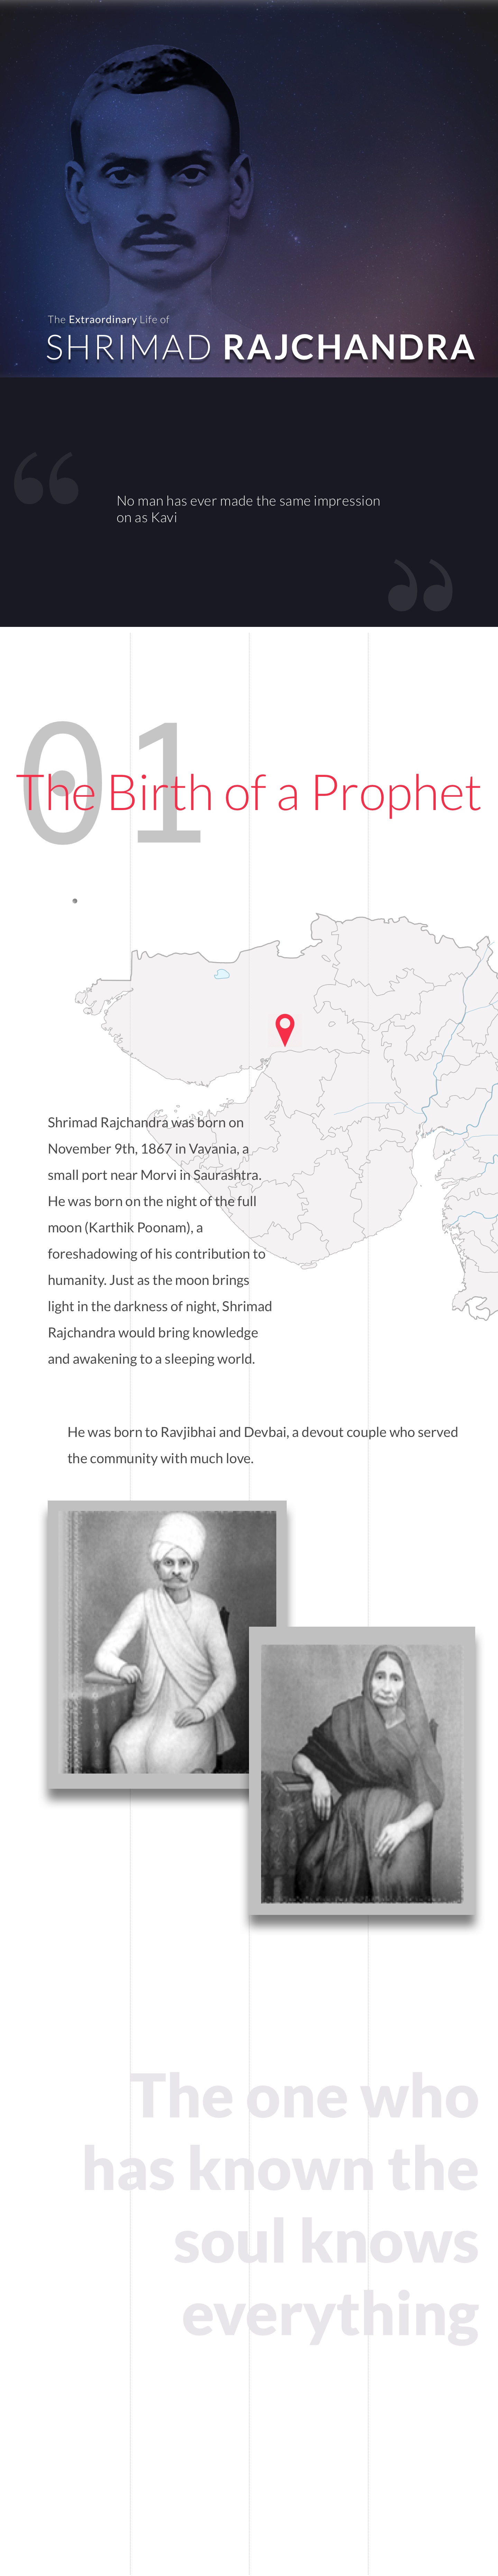 The Extraordinary Life of
SHRIMAD RAJCHANDRA
“
No man has ever made the same impression
on as Kavi
”
01
The Birth of a Prophet
Shrimad Rajchandra was born on
November 9th, 1867 in Vavania, a
small port near Morvi in Saurashtra.
He was born on the night of the full
moon (Karthik Poonam), a
foreshadowing of his contribution to
humanity. Just as the moon brings
light in the darkness of night, Shrimad
Rajchandra would bring knowledge
and awakening to a sleeping world.
He was born to Ravjibhai and Devbai, a devout couple who served
the community with much love.
The one who
has known the
soul knows
everything